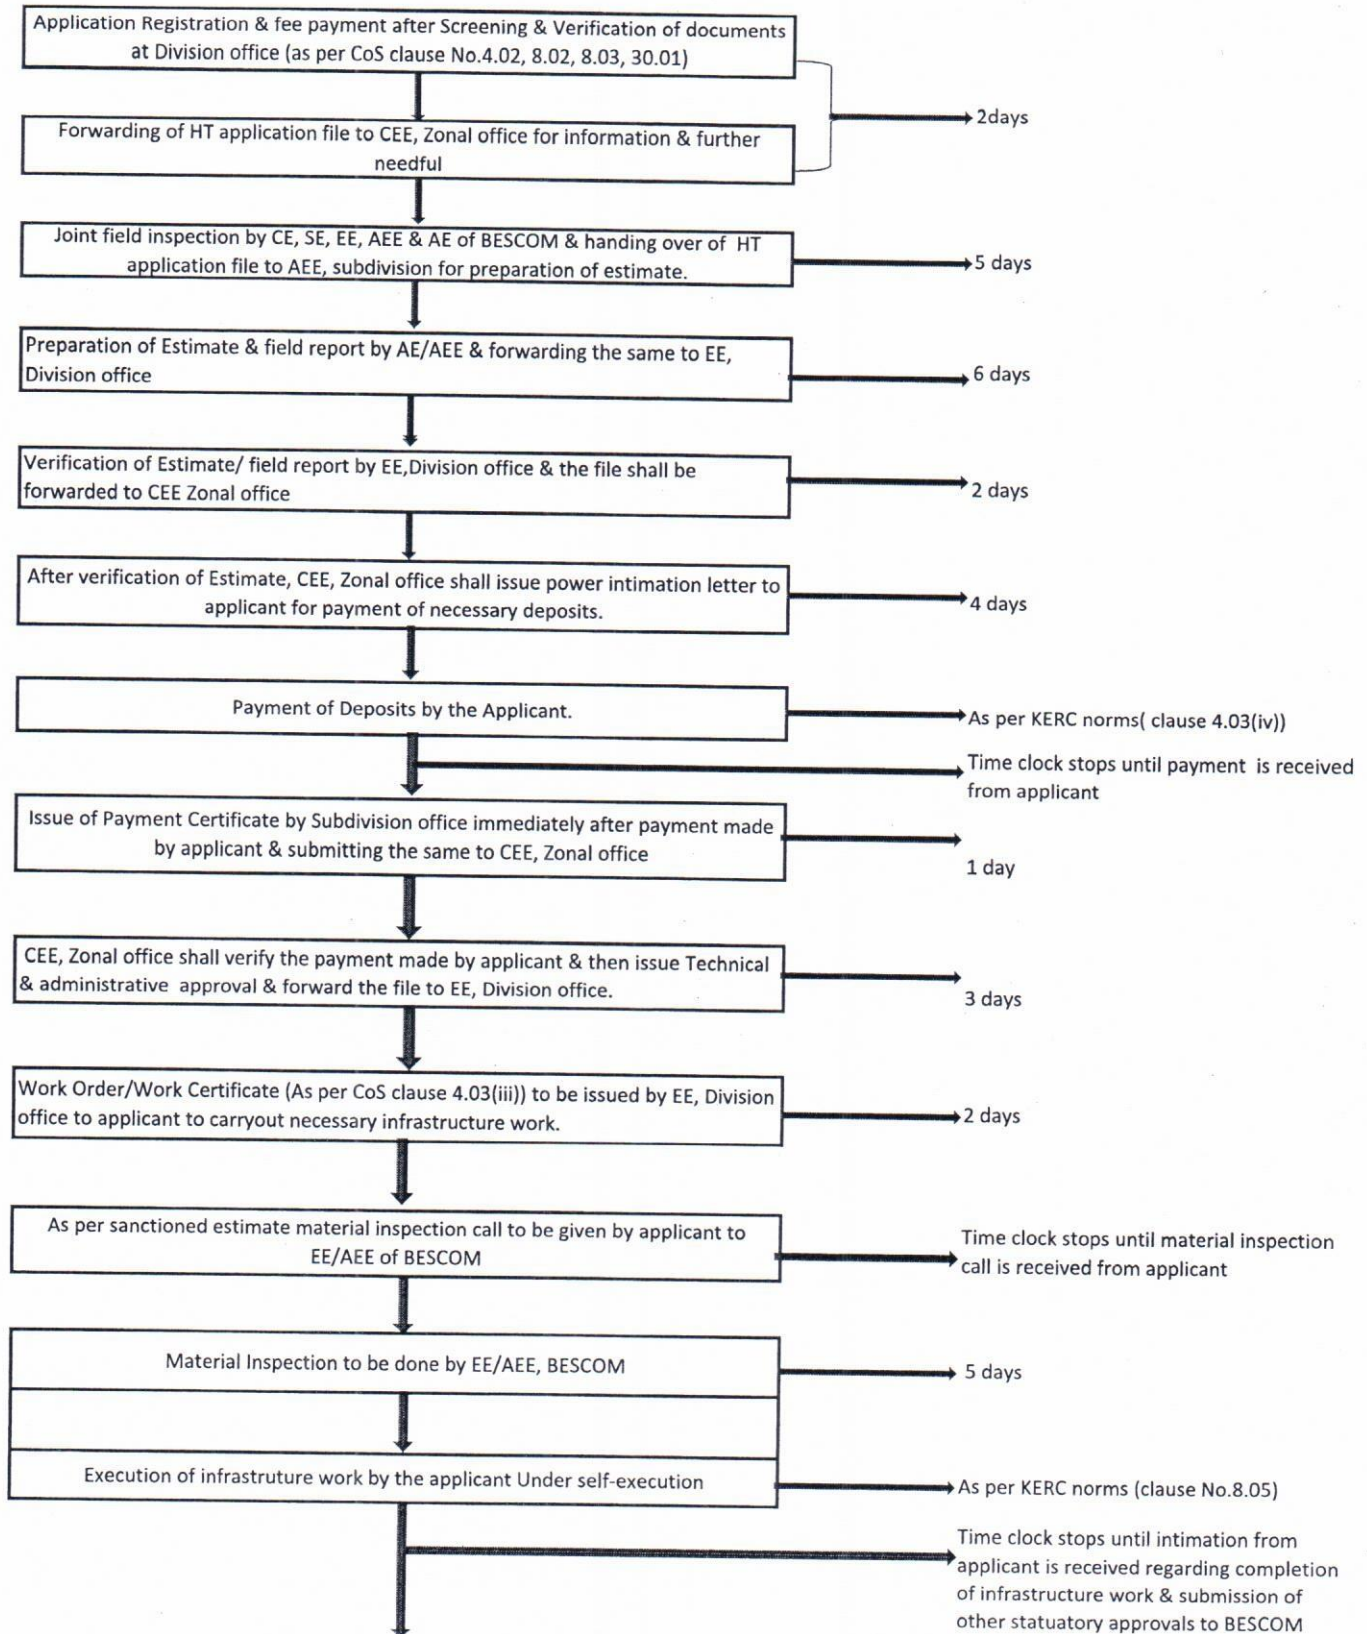 Application Registration & fee payment after Screening & Verification of documents
at Division office (as per CoS clause No.4.02, 8.02, 8.03, 30.01)
2days
Forwarding of HT application file to CEE, Zonal office for information & further
needful
Joint field inspection by CE, SE, EE, AEE & AE of BESCOM & handing over of HT
application file to AEE, subdivision for preparation of estimate.
5 days
Preparation of Estimate & field report by AE/AEE & forwarding the same to EE,
Division office
6 days
Verification of Estimate/ field report by EE,Division office & the file shall be
forwarded to CEE Zonal office
2 days
After verification of Estimate, CEE, Zonal office shall issue power intimation letter to
applicant for payment of necessary deposits.
4 days
Payment of Deposits by the Applicant.
As per KERC norms( clause 4.03(iv))
Time clock stops until payment is received
from applicant
Issue of Payment Certificate by Subdivision office immediately after payment made
by applicant & submitting the same to CEE, Zonal office
1 day
CEE, Zonal office shall verify the payment made by applicant & then issue Technical
& administrative approval & forward the file to EE, Division office.
3 days
Work Order/Work Certificate (As per CoS clause 4.03(iii)) to be issued by EE, Division
office to applicant to carryout necessary infrastructure work.
2 days
As per sanctioned estimate material inspection call to be given by applicant to
EE/AEE of BESCOM
Time clock stops until material inspection
call is received from applicant
Material Inspection to be done by EE/AEE, BESCOM
5 days
Execution of infrastruture work by the applicant Under self-execution
As per KERC norms (clause No.8.05)
Time clock stops until intimation from
applicant is received regarding completion
of infrastructure work & submission of
other statuatory approvals to BESCOM